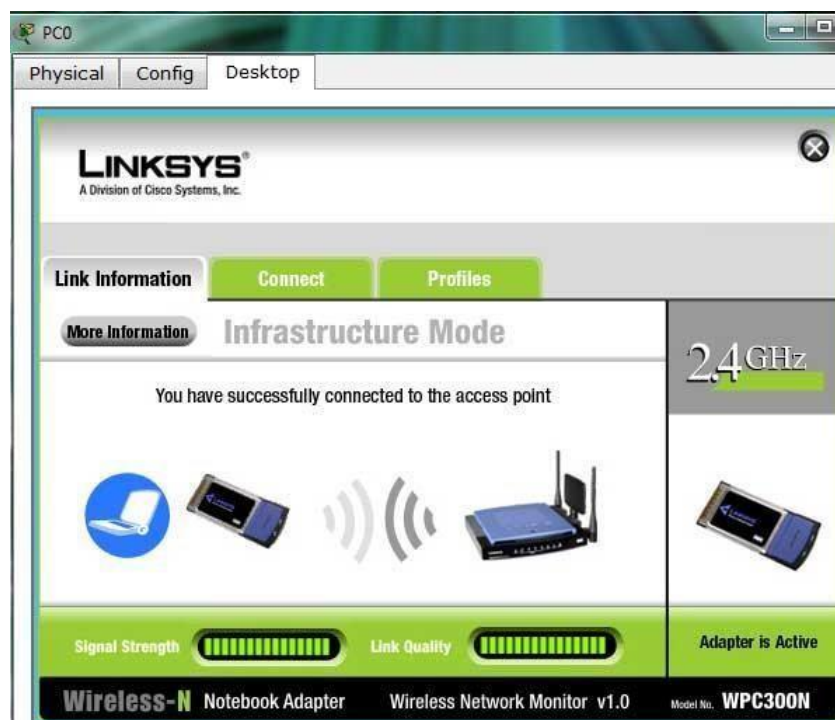 PC0
Physical Config Desktop
LINKSYS®
A Division of Cisco Systems, Inc.
Link Information Connect Profiles
More Information Infrastructure Mode
2.4GHz
You have successfully connected to the access point
Signal Strength Link Quality Adapter is Active
Wireless-N Notebook Adapter Wireless Network Monitor v1.0 Model No. WPC300N